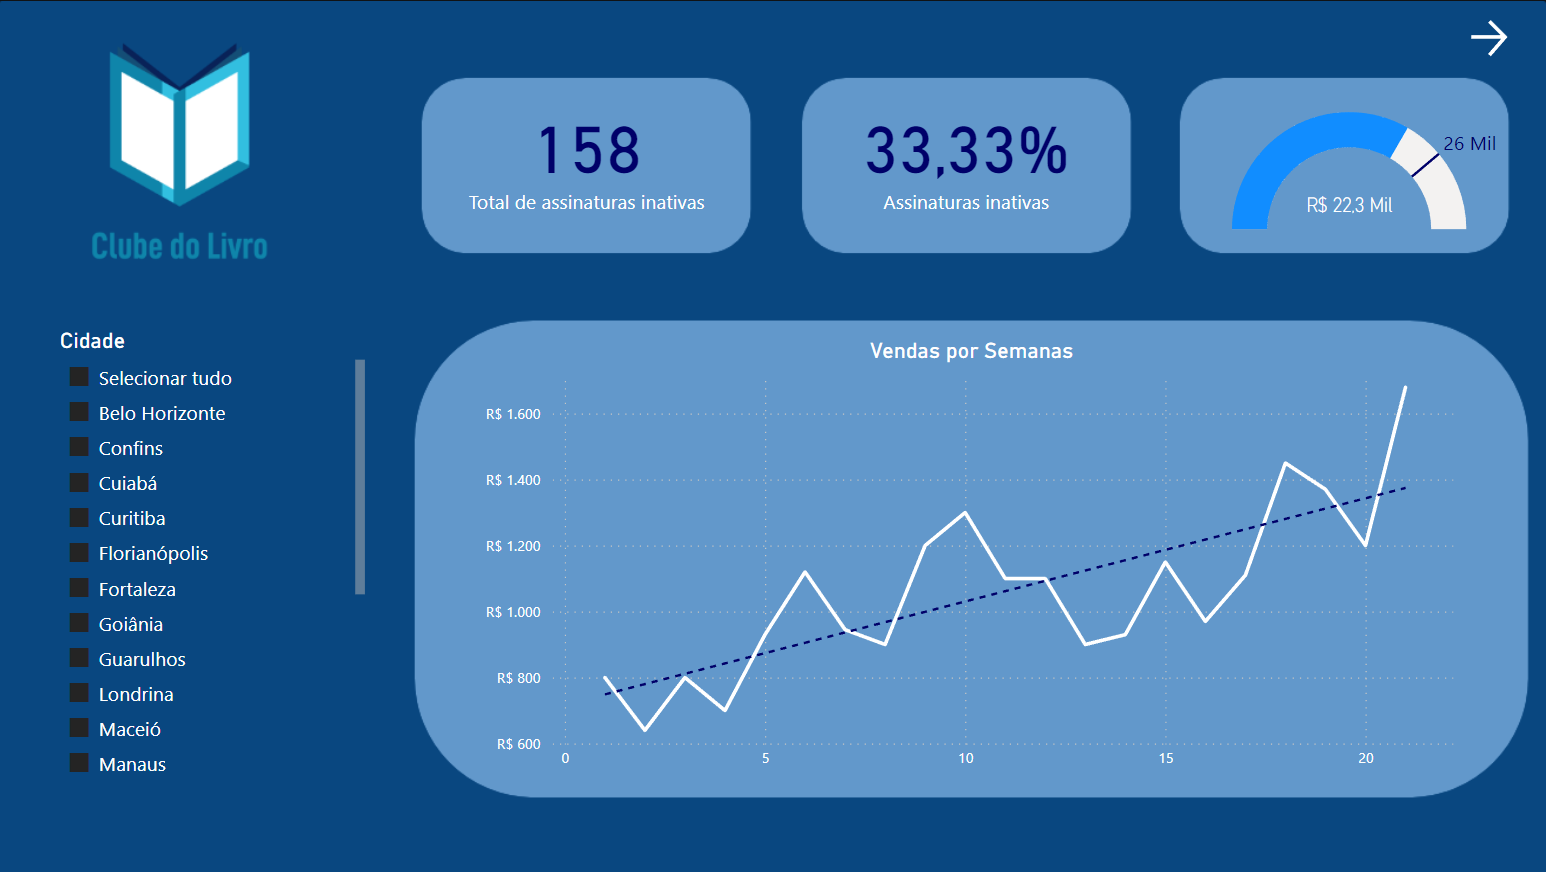 Clube do Livro
158
Total de assinaturas inativas
33,33%
Assinaturas inativas
26 Mil
R$ 22,3 Mil
Cidade
Selecionar tudo
Belo Horizonte
Confins
Cuiabá
Curitiba
Florianópolis
Fortaleza
Goiânia
Guarulhos
Londrina
Maceió
Manaus
Vendas por Semanas
R$ 1.600
R$ 1.400
R$ 1.200
R$ 1.000
R$ 800
R$ 600
0 5 10 15 20